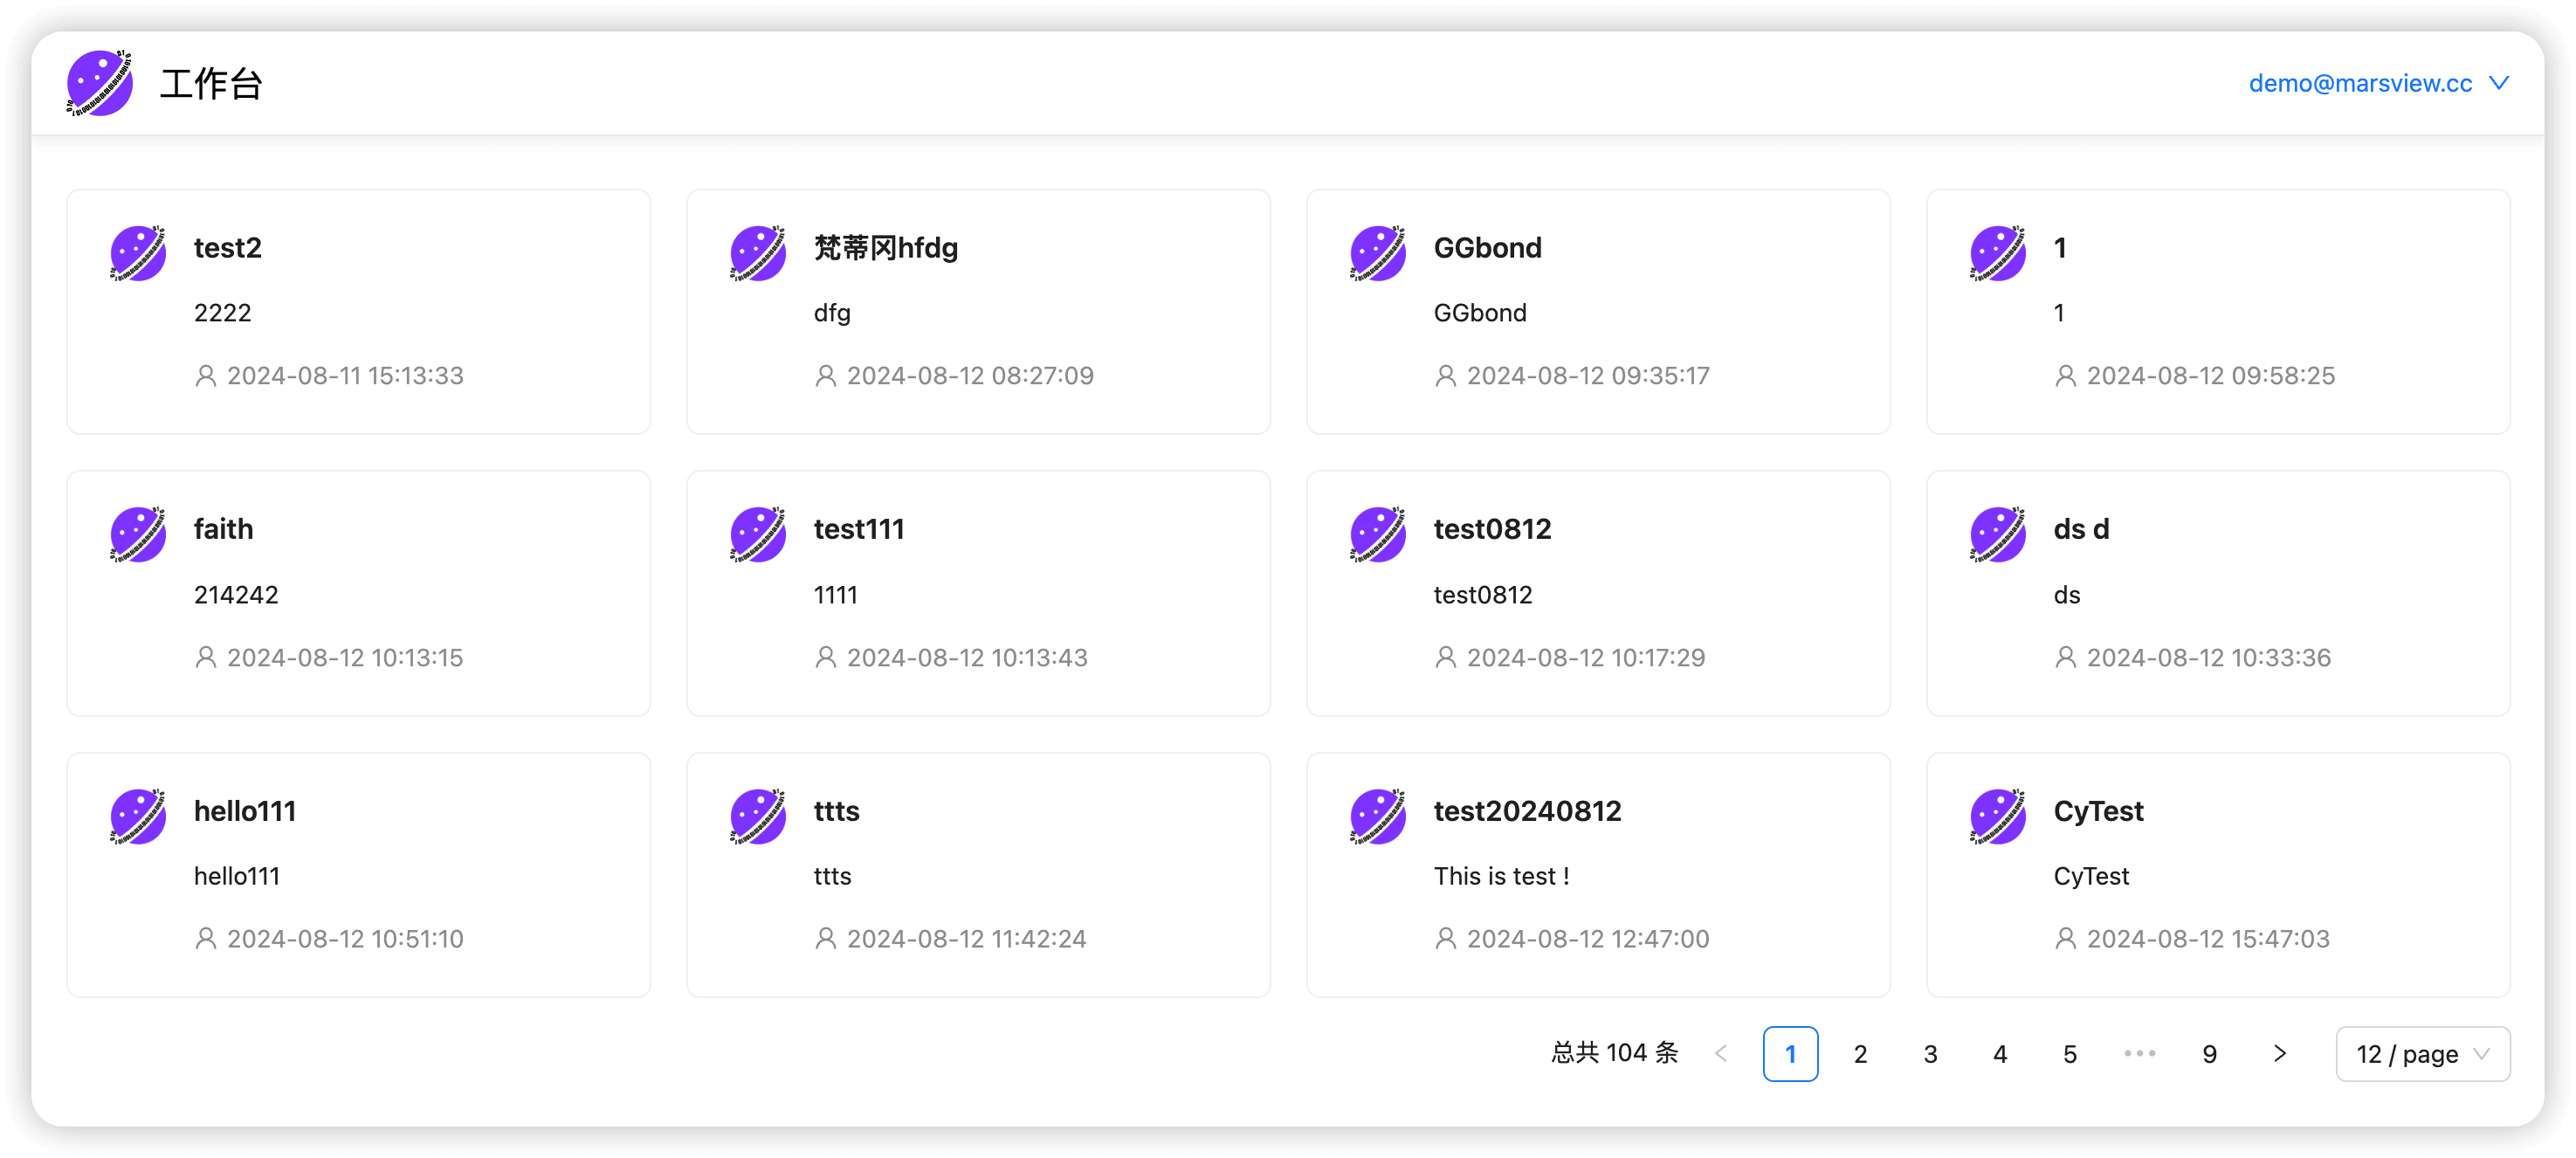 工作台
demo@marsview.cc
test2
2222
2024-08-11 15:13:33
梵蒂冈hfdg
dfg
2024-08-12 08:27:09
GGbond
GGbond
2024-08-12 09:35:17
1
1
2024-08-12 09:58:25
faith
214242
2024-08-12 10:13:15
test111
1111
2024-08-12 10:13:43
test0812
test0812
2024-08-12 10:17:29
ds d
ds
2024-08-12 10:33:36
hello111
hello111
2024-08-12 10:51:10
ttts
ttts
2024-08-12 11:42:24
test20240812
This is test !
2024-08-12 12:47:00
CyTest
CyTest
2024-08-12 15:47:03
总共 104 条 < 1 2 3 4 5 ••• 9 > 12 / page